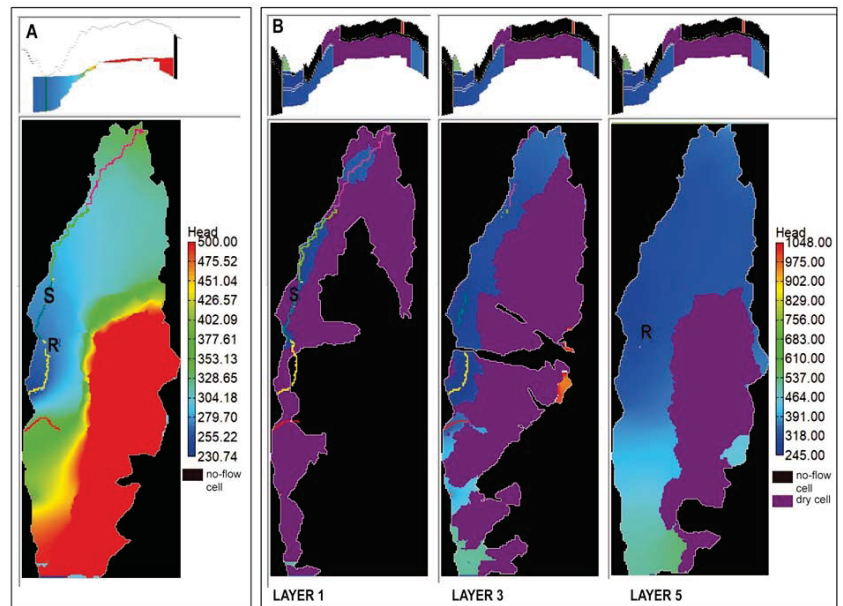 A
S
R
Head
500.00
475.52
451.04
426.57
402.09
377.61
353.13
328.65
304.18
279.70
255.22
230.74
no-flow
cell
B
S
R
Head
1048.00
975.00
902.00
829.00
756.00
683.00
610.00
537.00
464.00
391.00
318.00
245.00
no-flow
cell
dry cell
LAYER 1
LAYER 3
LAYER 5